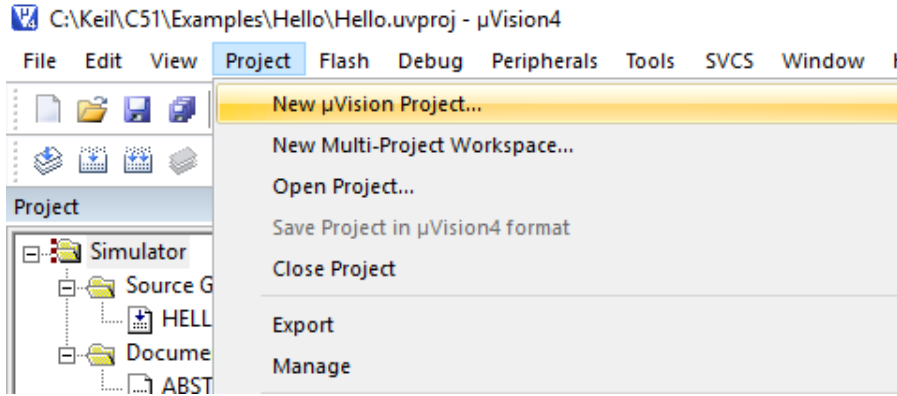 C:\Keil\C51\Examples\Hello\Hello.uvproj - µVision4
File Edit View Project Flash Debug Peripherals Tools SVCS Window
New µVision Project...
New Multi-Project Workspace...
Open Project...
Project
Save Project in µVision4 format
Simulator
Close Project
Source G
HELL
Export
Docume
Manage
ABST